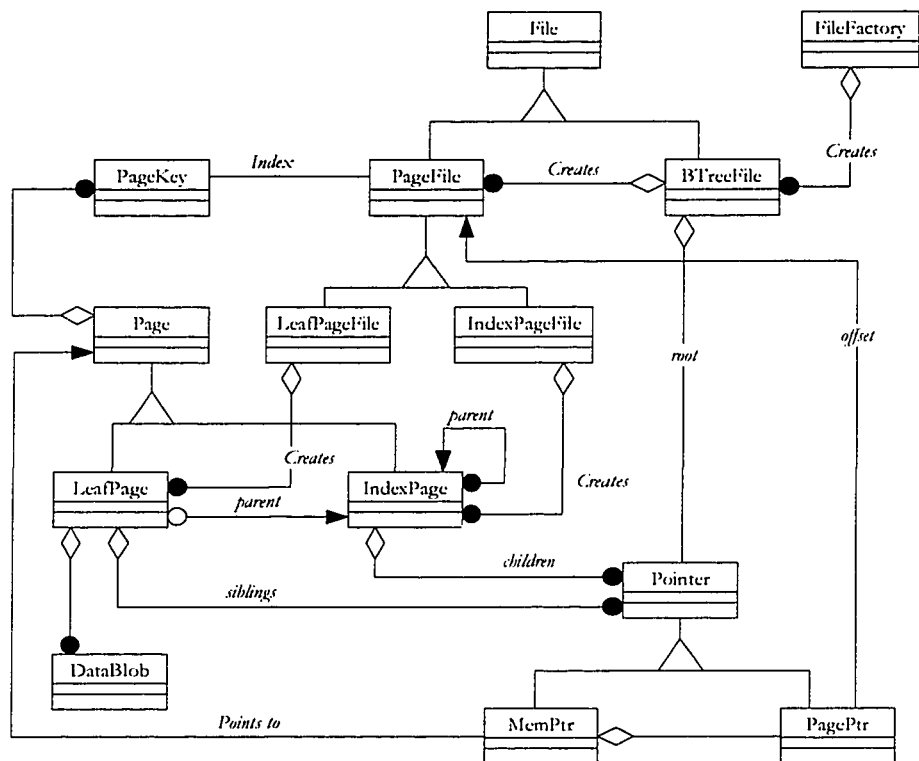 File
FileFactory
Index
Creates
Creates
PageKey
PageFile
BTreeFile
Page
LeafPageFile
IndexPageFile
root
offset
parent
Creates
Creates
LeafPage
parent
IndexPage
children
Pointer
siblings
DataBlob
Points to
MemPtr
PagePtr